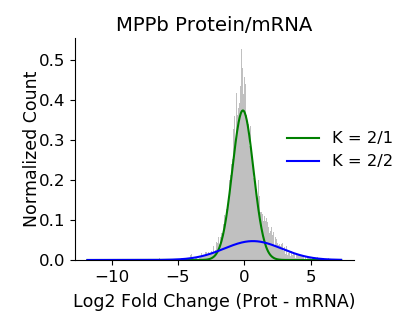 MPPb Protein/mRNA
Normalized Count
0.5
0.4
0.3
0.2
0.1
0.0
K = 2/1
K = 2/2
−10 −5 0 5
Log2 Fold Change (Prot - mRNA)